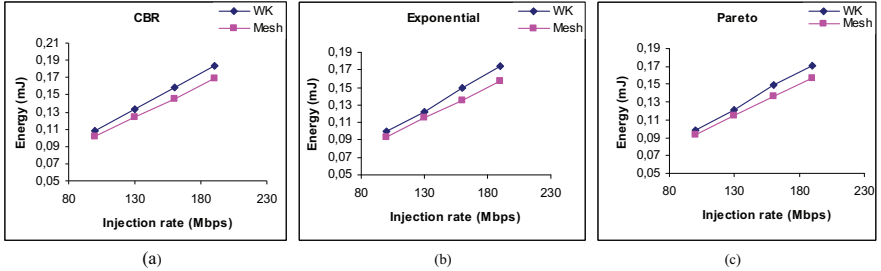 CBR
WK
Mesh
0,21
0,19
0,17
0,15
0,13
0,11
0,09
0,07
0,05
Energy (mJ)
80
130
180
230
Injection rate (Mbps)
(a)
Exponential
WK
Mesh
0,19
0,17
0,15
0,13
0,11
0,09
0,07
0,05
Energy (mJ)
80
130
180
230
Injection rate (Mbps)
(b)
Pareto
WK
Mesh
0,19
0,17
0,15
0,13
0,11
0,09
0,07
0,05
Energy (mJ)
80
130
180
230
Injection rate (Mbps)
(c)